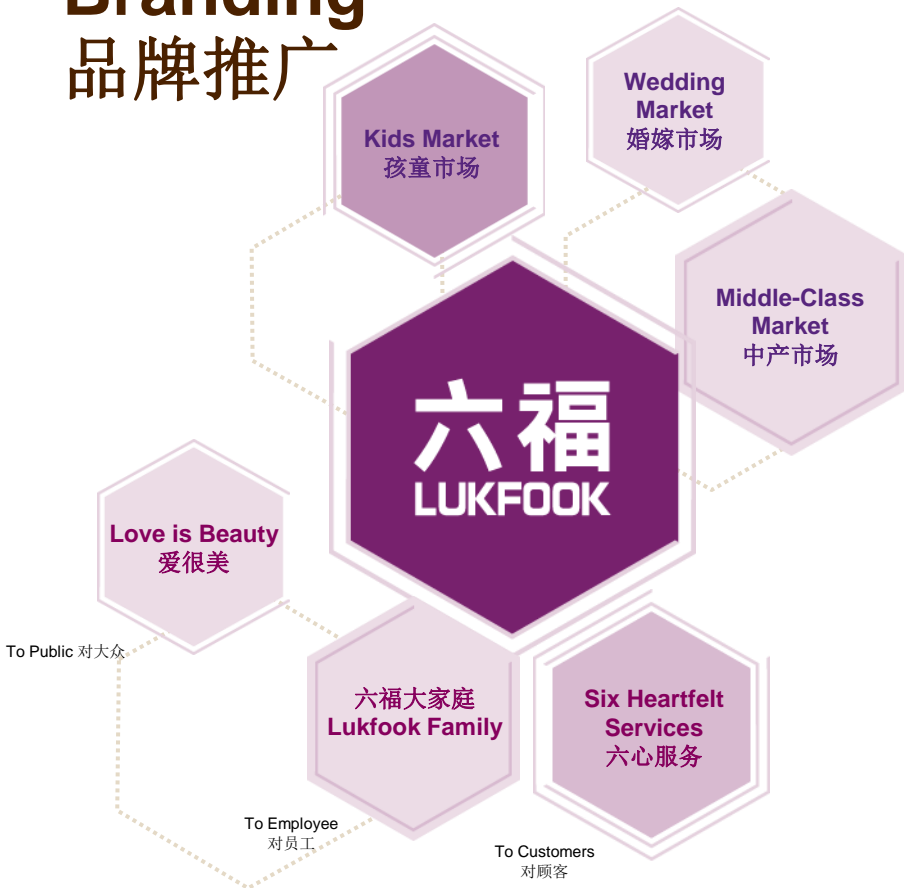 Branding
品牌推广
Kids Market
孩童市场
Wedding
Market
婚嫁市场
Middle-Class
Market
中产市场
六福
LUKFOOK
Love is Beauty
爱很美
To Public 对大众
六福大家庭
Lukfook Family
Six Heartfelt
Services
六心服务
To Employee
对员工
To Customers
对顾客